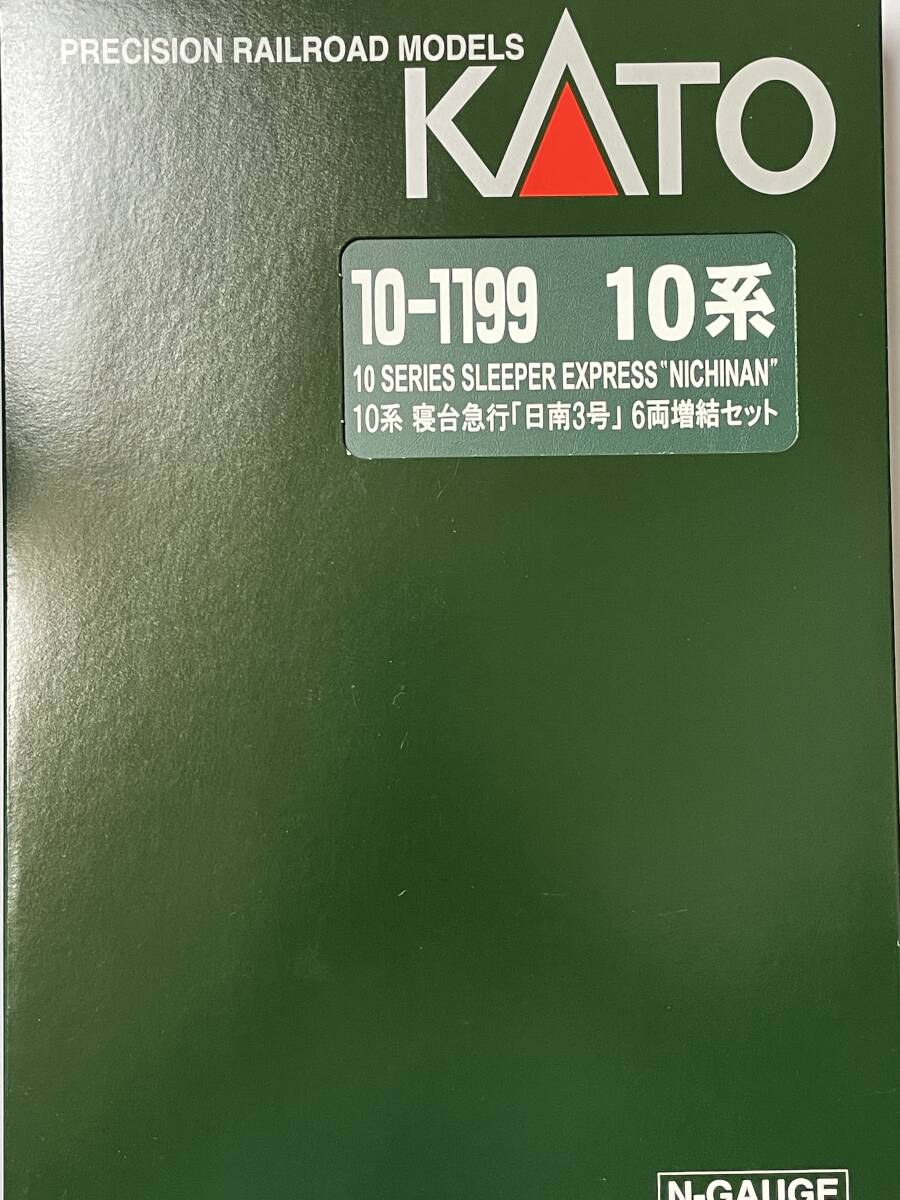 PRECISION RAILROAD MODELS
KATO
10-1199 10系
10 SERIES SLEEPER EXPRESS "NICHINAN"
10系 寝台急行「日南3号」 6両増結セット
N-GAUGE